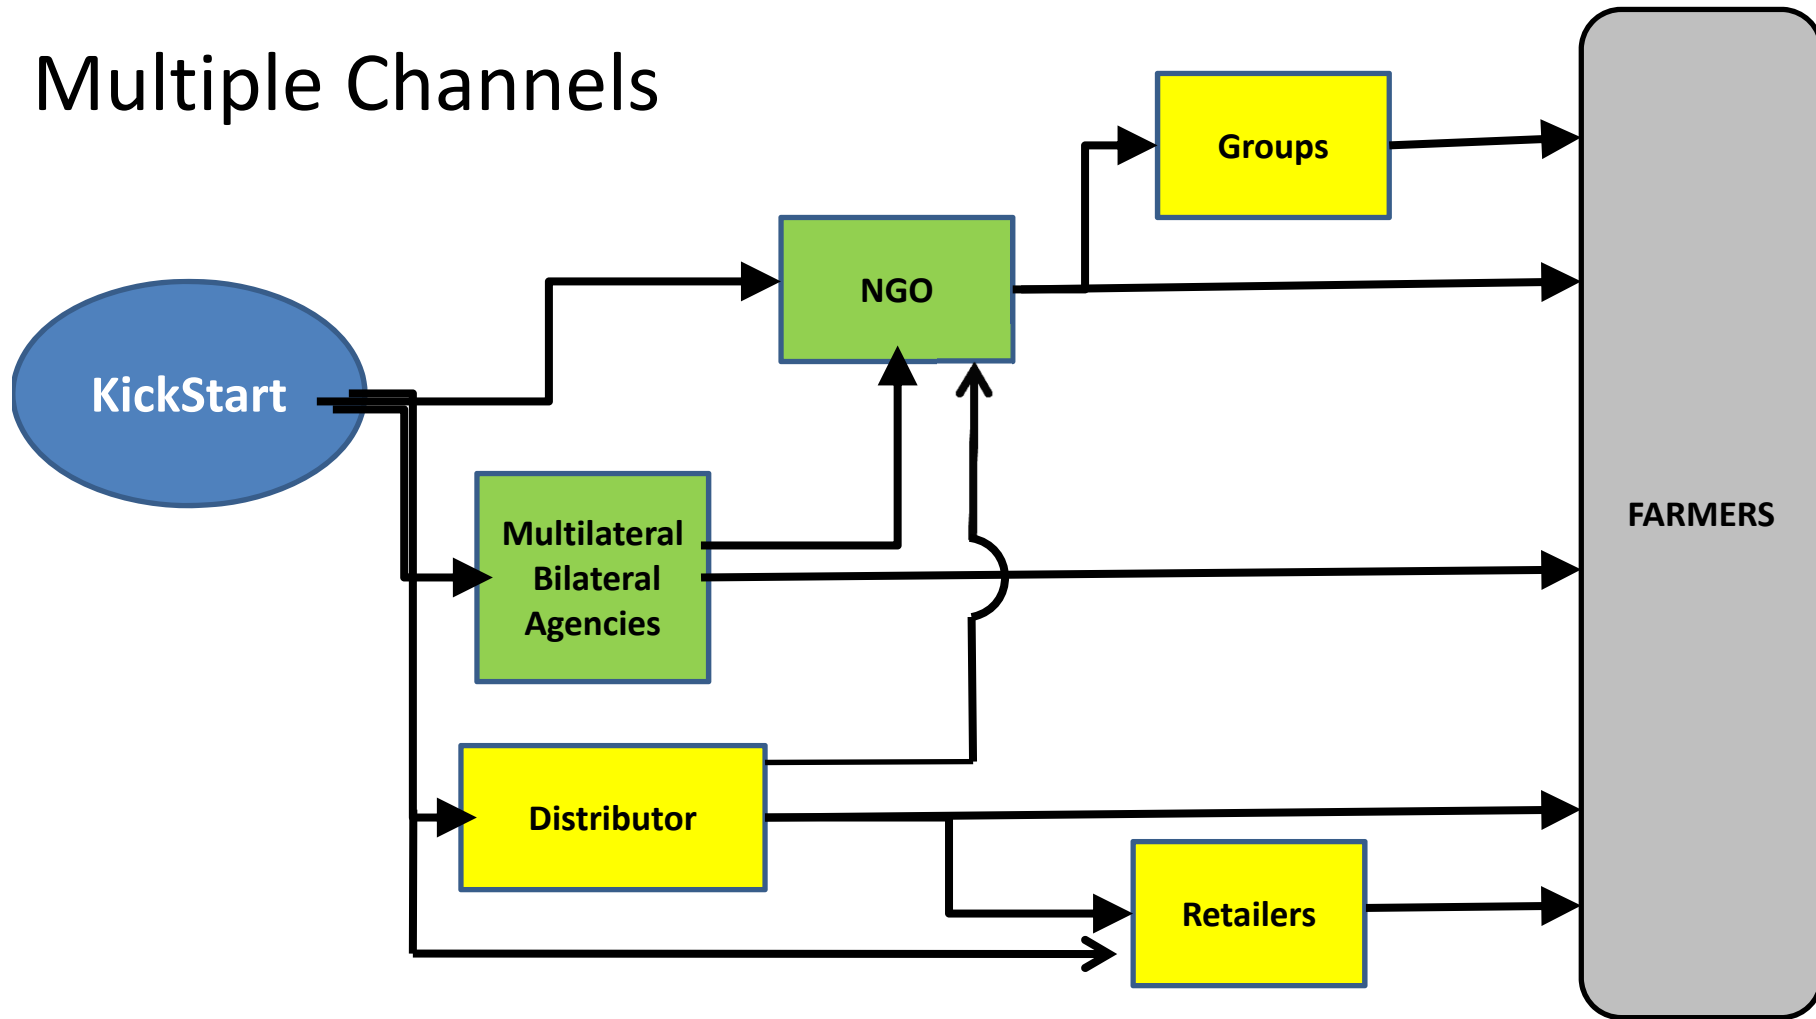 Multiple Channels
Groups
NGO
KickStart
Multilateral
Bilateral
Agencies
FARMERS
Distributor
Retailers